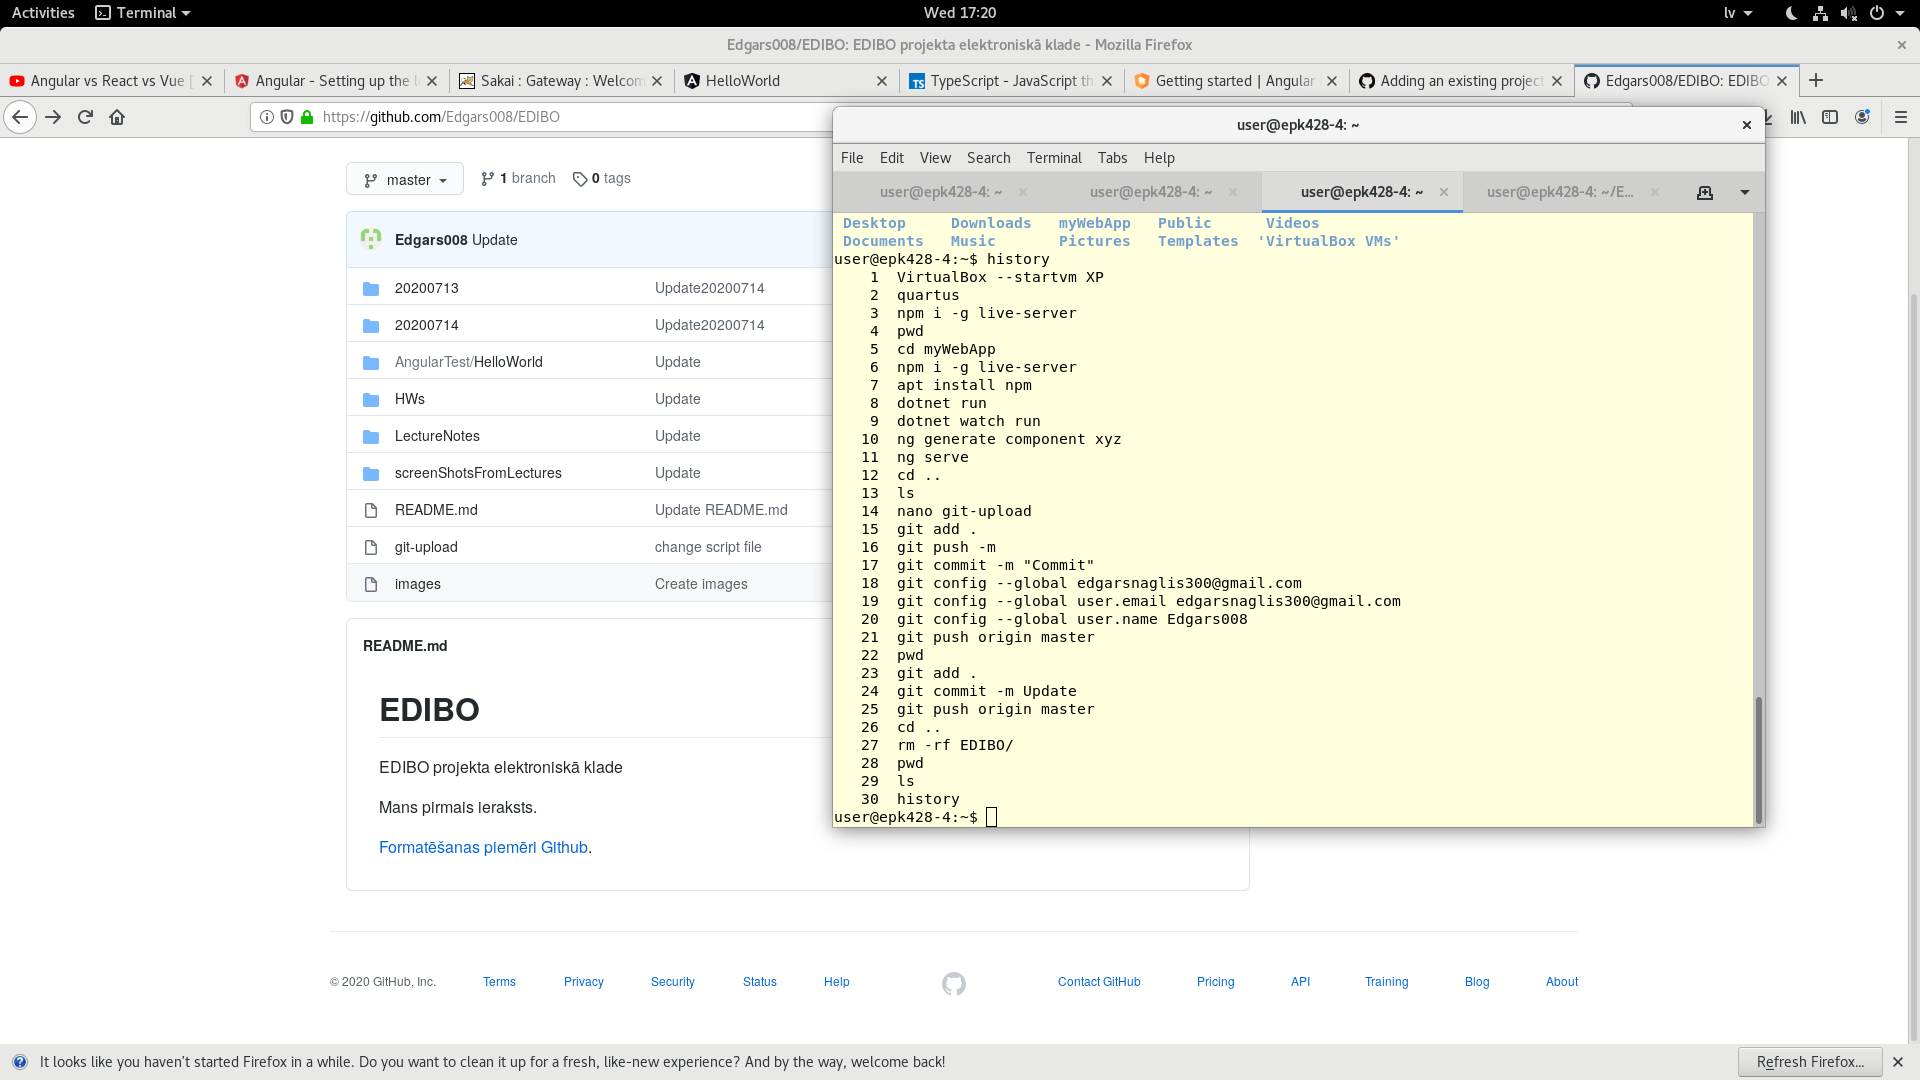 Activities
Terminal
Wed 17:20
lv
Edgars008/EDIBO: EDIBO projekta elektroniskā klade - Mozilla Firefox
Angular vs React vs Vue [
Angular - Setting up the l
Sakai : Gateway : Welcom
HelloWorld
TypeScript - JavaScript th
Getting started | Angular
Adding an existing project
Edgars008/EDIBO: EDIBO
https://github.com/Edgars008/EDIBO
master
1 branch
0 tags
Edgars008 Update
20200713 Update20200714
20200714 Update20200714
AngularTest/HelloWorld Update
HWs Update
LectureNotes Update
screenShotsFromLectures Update
README.md Update README.md
git-upload change script file
images Create images
README.md
EDIBO
EDIBO projekta elektroniskā klade
Mans pirmais ieraksts.
Formatēšanas piemēri Github.
user@epk428-4: ~
File Edit View Search Terminal Tabs Help
user@epk428-4: ~
user@epk428-4: ~
user@epk428-4: ~
user@epk428-4: ~/E...
Desktop Downloads myWebApp Public Videos
Documents Music Pictures Templates 'VirtualBox VMs'
user@epk428-4:~$ history
1 VirtualBox --startvm XP
2 quartus
3 npm i -g live-server
4 pwd
5 cd myWebApp
6 npm i -g live-server
7 apt install npm
8 dotnet run
9 dotnet watch run
10 ng generate component xyz
11 ng serve
12 cd ..
13 ls
14 nano git-upload
15 git add .
16 git push -m
17 git commit -m "Commit"
18 git config --global edgarsnaglis300@gmail.com
19 git config --global user.email edgarsnaglis300@gmail.com
20 git config --global user.name Edgars008
21 git push origin master
22 pwd
23 git add .
24 git commit -m Update
25 git push origin master
26 cd ..
27 rm -rf EDIBO/
28 pwd
29 ls
30 history
user@epk428-4:~$
© 2020 GitHub, Inc. Terms Privacy Security Status Help Contact GitHub Pricing API Training Blog About
It looks like you haven't started Firefox in a while. Do you want to clean it up for a fresh, like-new experience? And by the way, welcome back!
Refresh Firefox...